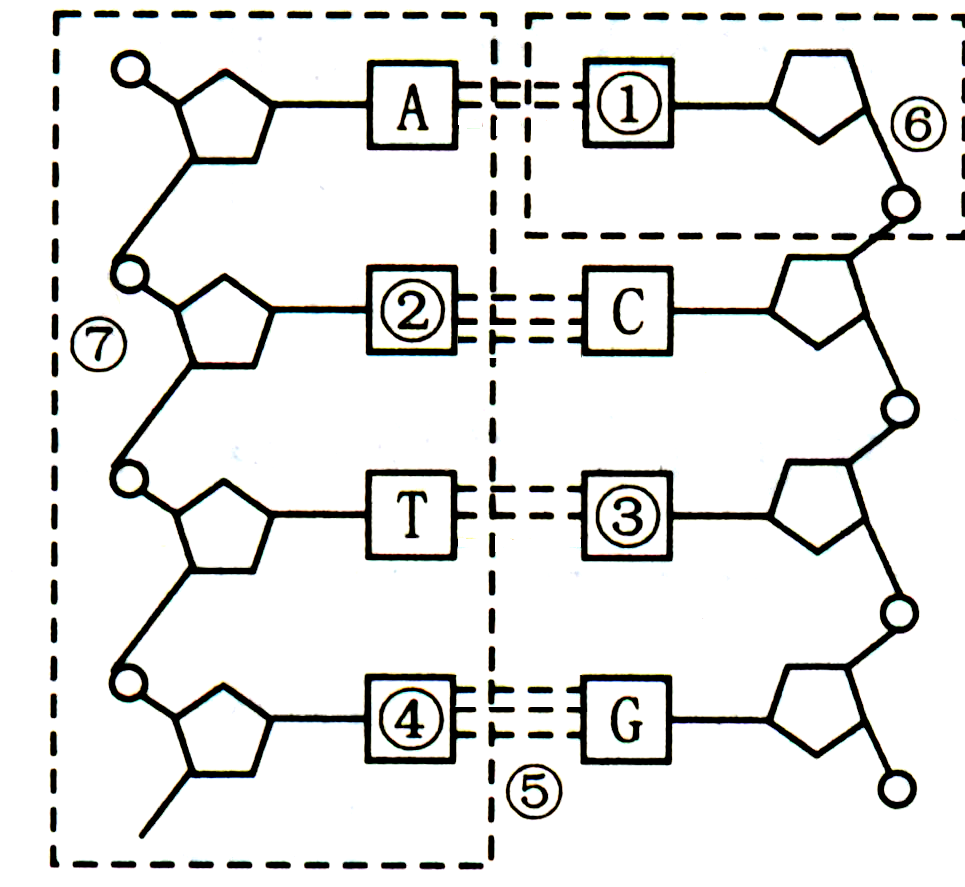 A ① ⑥
② C
⑦
T ③
④ G
⑤